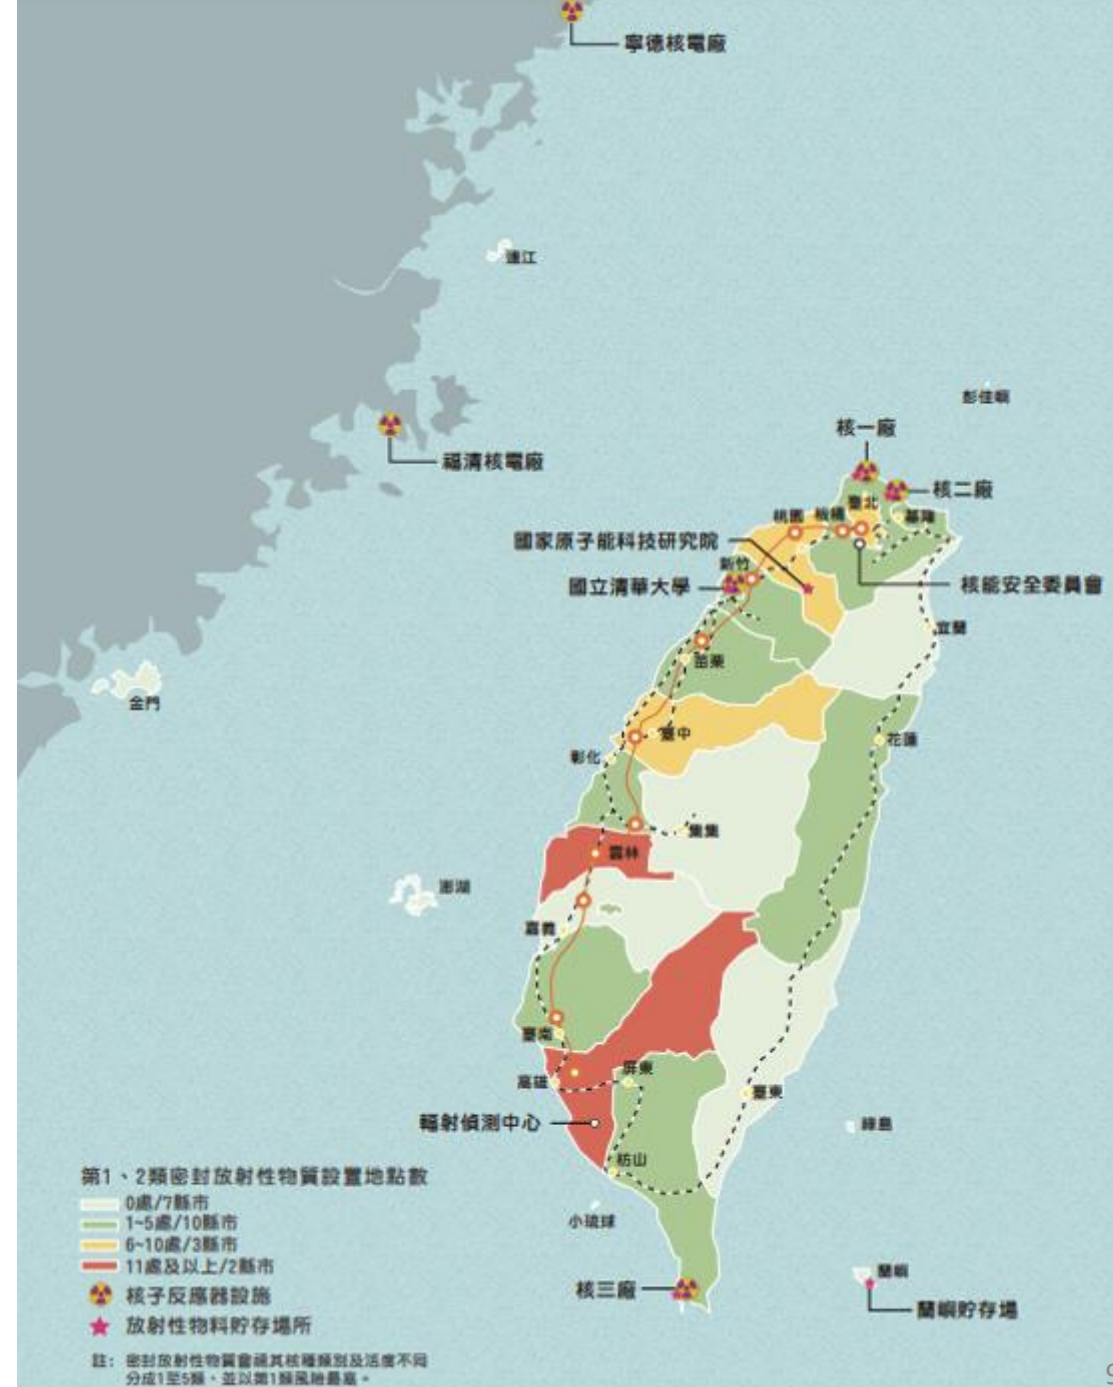 寧德核電廠
連江
彭佳嶼
核一廠
福清核電廠
核二廠
臺北
桃園
板橋
基隆
國家原子能科技研究院
新竹
國立清華大學
核能安全委員會
宜蘭
苗栗
金門
臺中
花蓮
彰化
集集
雲林
澎湖
嘉義
臺南
屏東
高雄
臺東
輻射偵測中心
綠島
枋山
第1、2類密封放射性物質設置地點數
0處/7縣市
1~5處/10縣市
6~10處/3縣市
11處及以上/2縣市
小琉球
蘭嶼
核三廠
核子反應器設施
蘭嶼貯存場
放射性物料貯存場所
註: 密封放射性物質會視其核種類別及活度不同
分成1至5類，並以第1類風險最高。
9